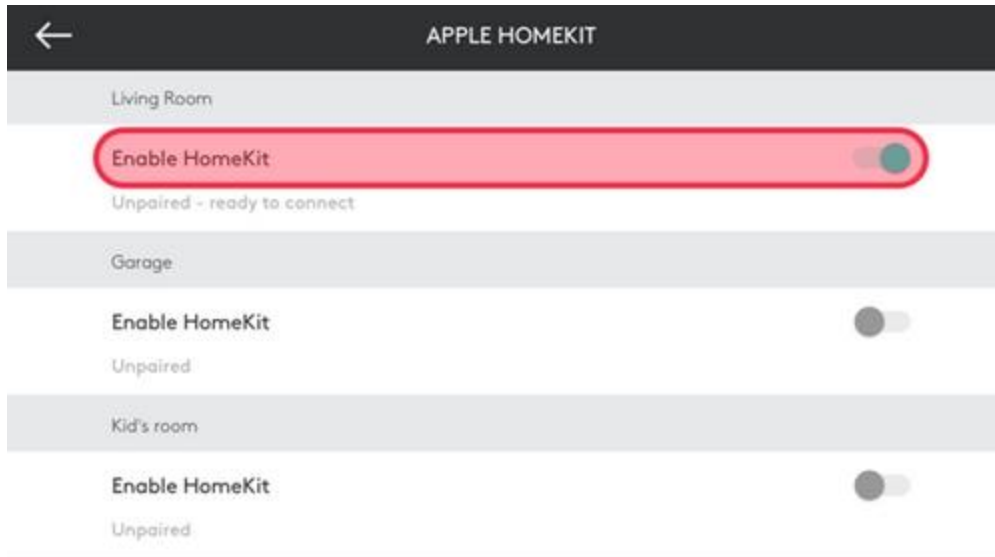 APPLE HOMEKIT
Living Room
Enable HomeKit
Unpaired - ready to connect
Garage
Enable HomeKit
Unpaired
Kid's room
Enable HomeKit
Unpaired